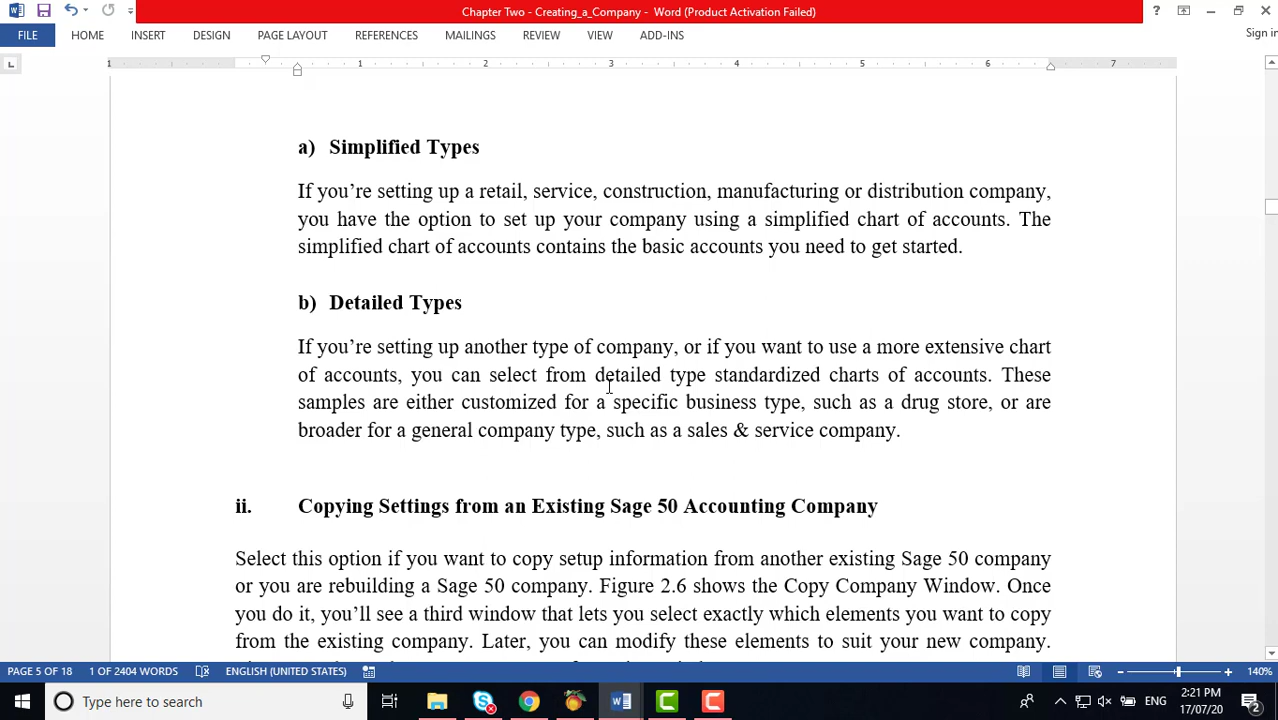 Chapter Two - Creating_a_Company - Word (Product Activation Failed)
?
FILE HOME INSERT DESIGN PAGE LAYOUT REFERENCES MAILINGS REVIEW VIEW ADD-INS Sign in
1 1 2 3 4 5 6 7
a) Simplified Types
If you’re setting up a retail, service, construction, manufacturing or distribution company,
you have the option to set up your company using a simplified chart of accounts. The
simplified chart of accounts contains the basic accounts you need to get started.
b) Detailed Types
If you’re setting up another type of company, or if you want to use a more extensive chart
of accounts, you can select from detailed type standardized charts of accounts. These
samples are either customized for a specific business type, such as a drug store, or are
broader for a general company type, such as a sales & service company.
ii. Copying Settings from an Existing Sage 50 Accounting Company
Select this option if you want to copy setup information from another existing Sage 50 company
or you are rebuilding a Sage 50 company. Figure 2.6 shows the Copy Company Window. Once
you do it, you’ll see a third window that lets you select exactly which elements you want to copy
from the existing company. Later, you can modify these elements to suit your new company.
PAGE 5 OF 18 1 OF 2404 WORDS ENGLISH (UNITED STATES) 140%
Type here to search
ENG
2:21 PM
17/07/20
2